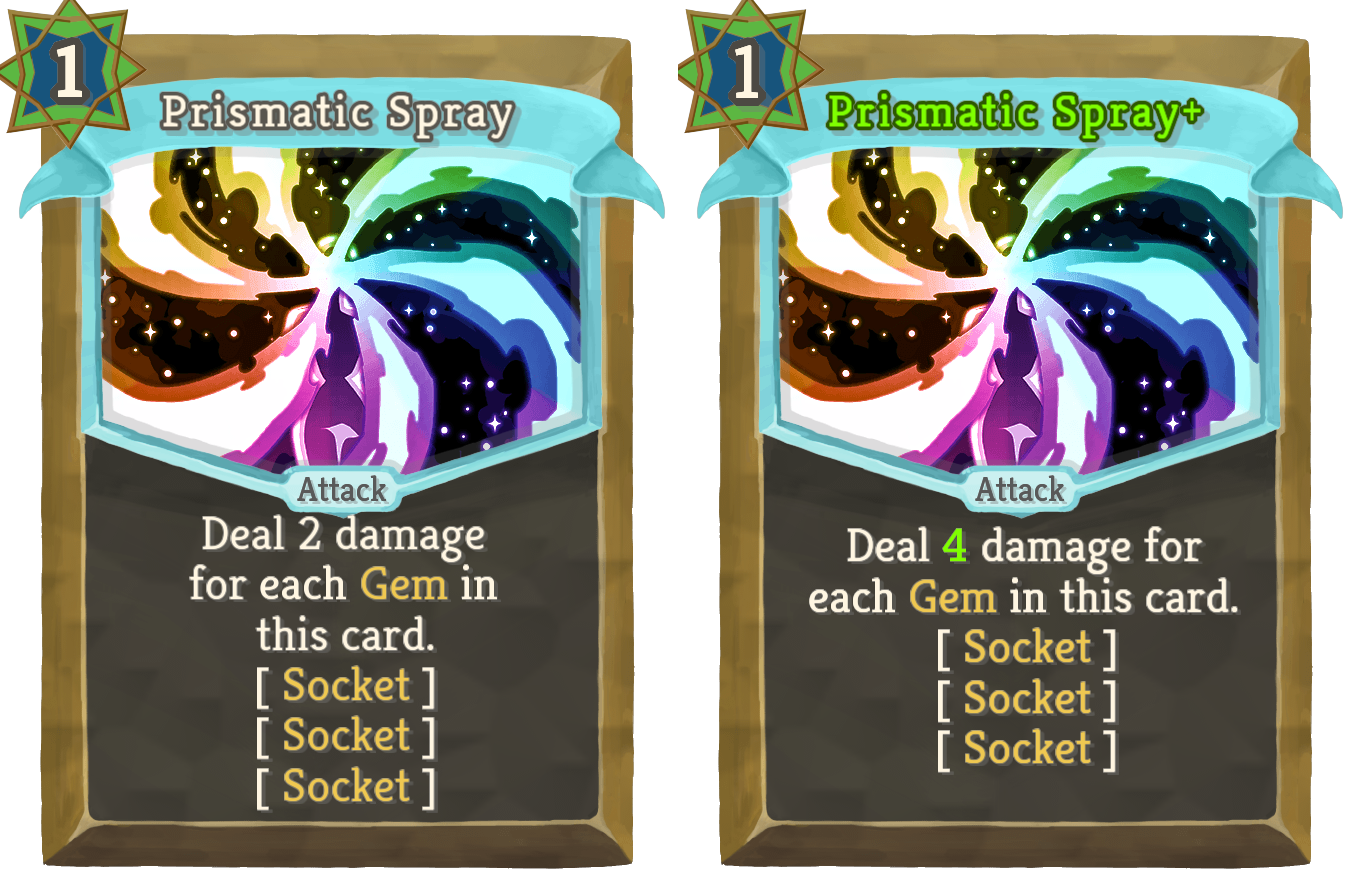 1
Prismatic Spray
Attack
Deal 2 damage
for each Gem in
this card.
[ Socket ]
[ Socket ]
[ Socket ]
1
Prismatic Spray+
Attack
Deal 4 damage for
each Gem in this card.
[ Socket ]
[ Socket ]
[ Socket ]